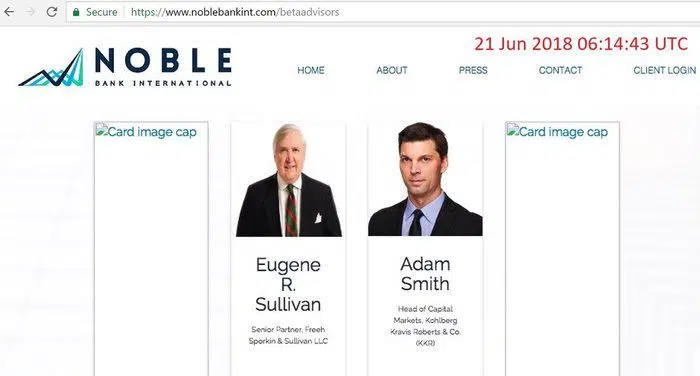 Secure https://www.noblebankint.com/betaadvisors
21 Jun 2018 06:14:43 UTC
NOBLE
BANK INTERNATIONAL
HOME ABOUT PRESS CONTACT CLIENT LOGIN
Card image cap
Card image cap
Eugene
R.
Sullivan
Senior Partner, Freeh
Sporkin & Sullivan LLC
Adam
Smith
Head of Capital
Markets, Kohlberg
Kravis Roberts & Co.
(KKR)